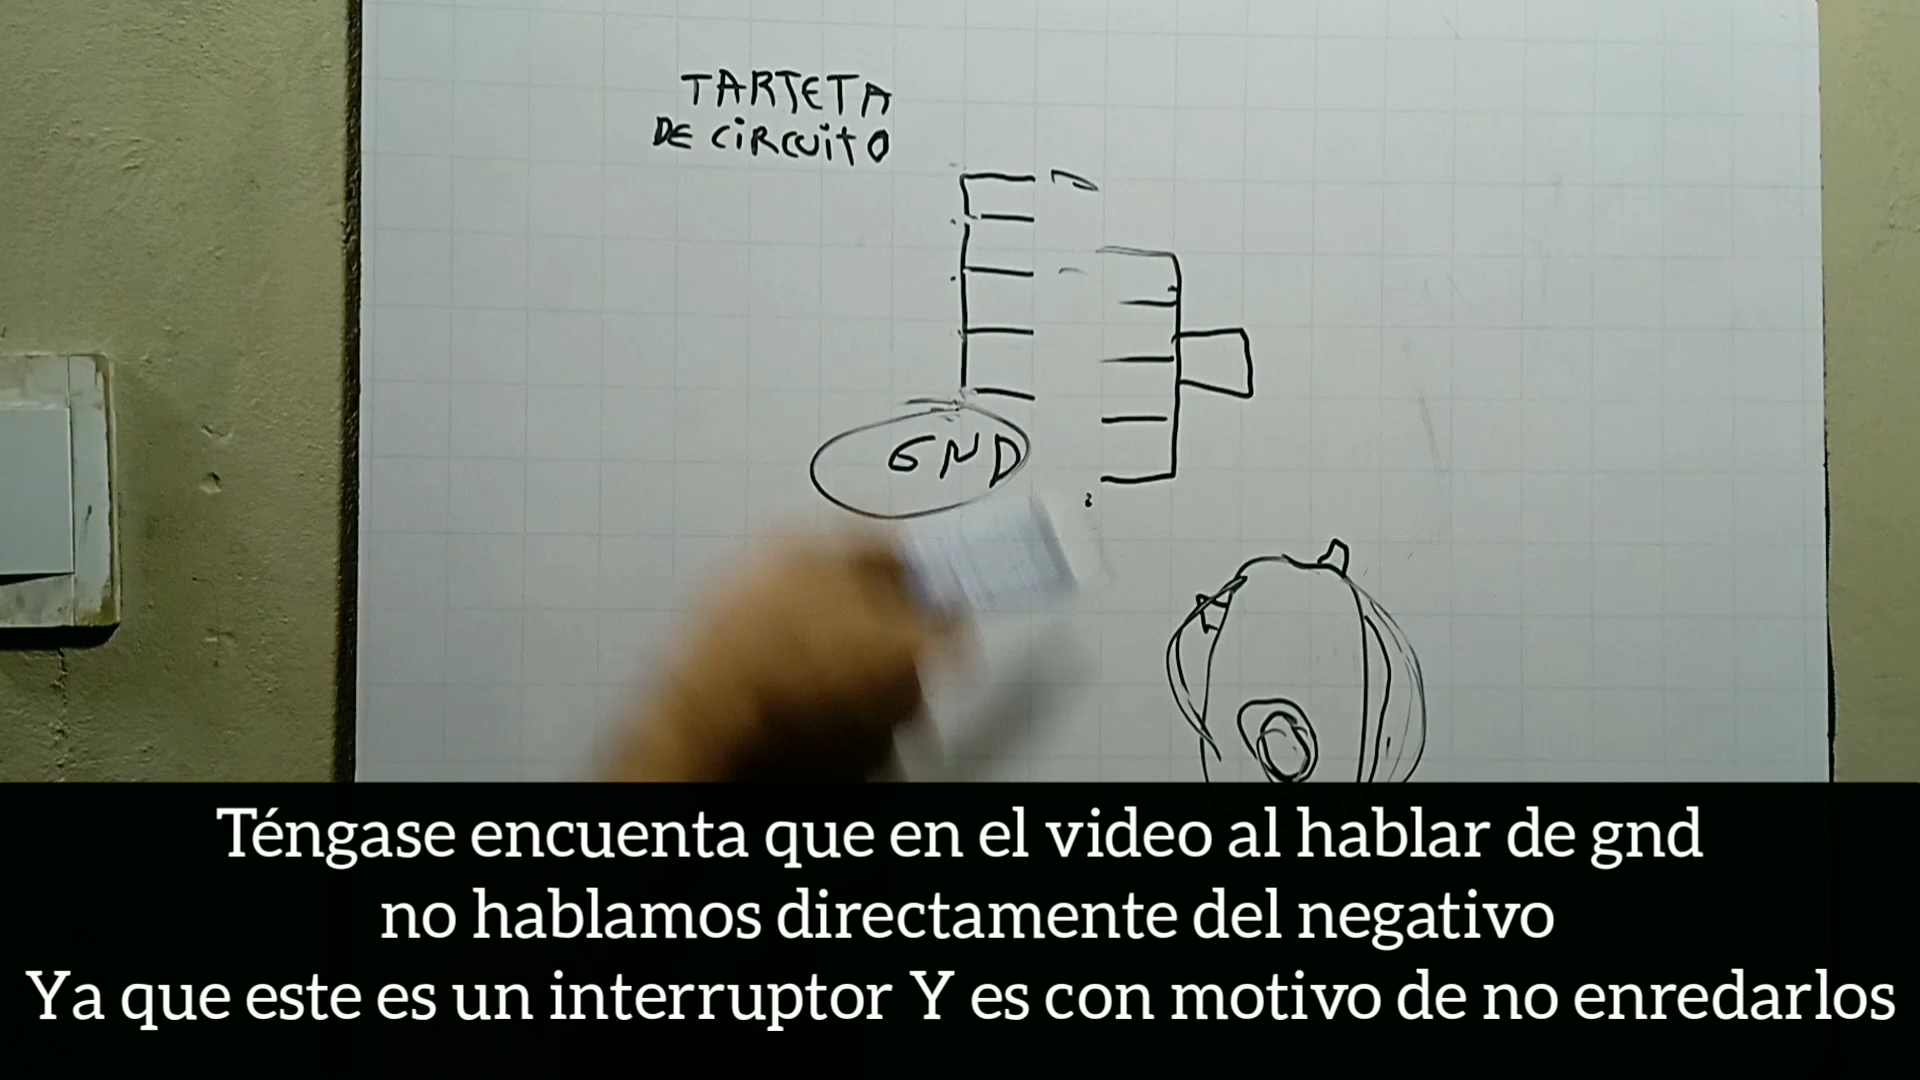 TARJETA
DE CIRCUITO
GND
Téngase encuenta que en el video al hablar de gnd
no hablamos directamente del negativo
Ya que este es un interruptor Y es con motivo de no enredarlos